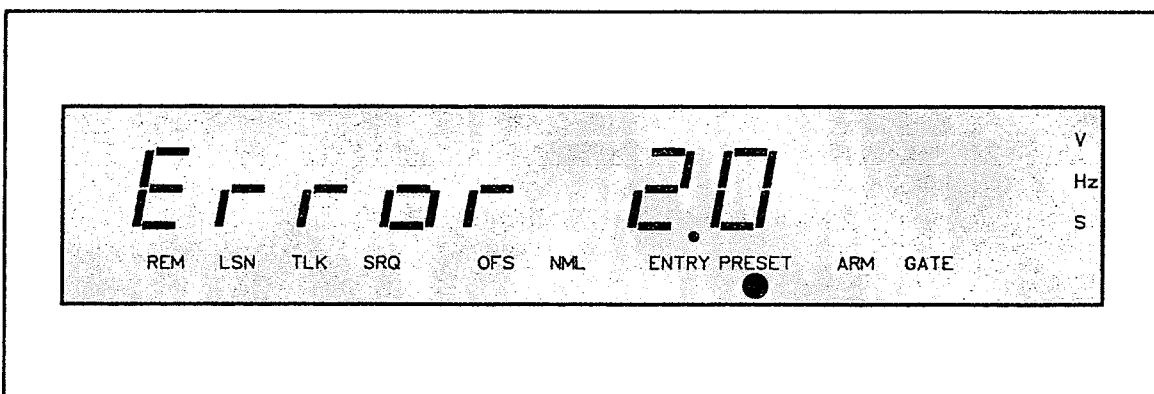 V
Error 2.0
Hz
S
REM LSN TLK SRQ OFS NML ENTRY PRESET ARM GATE